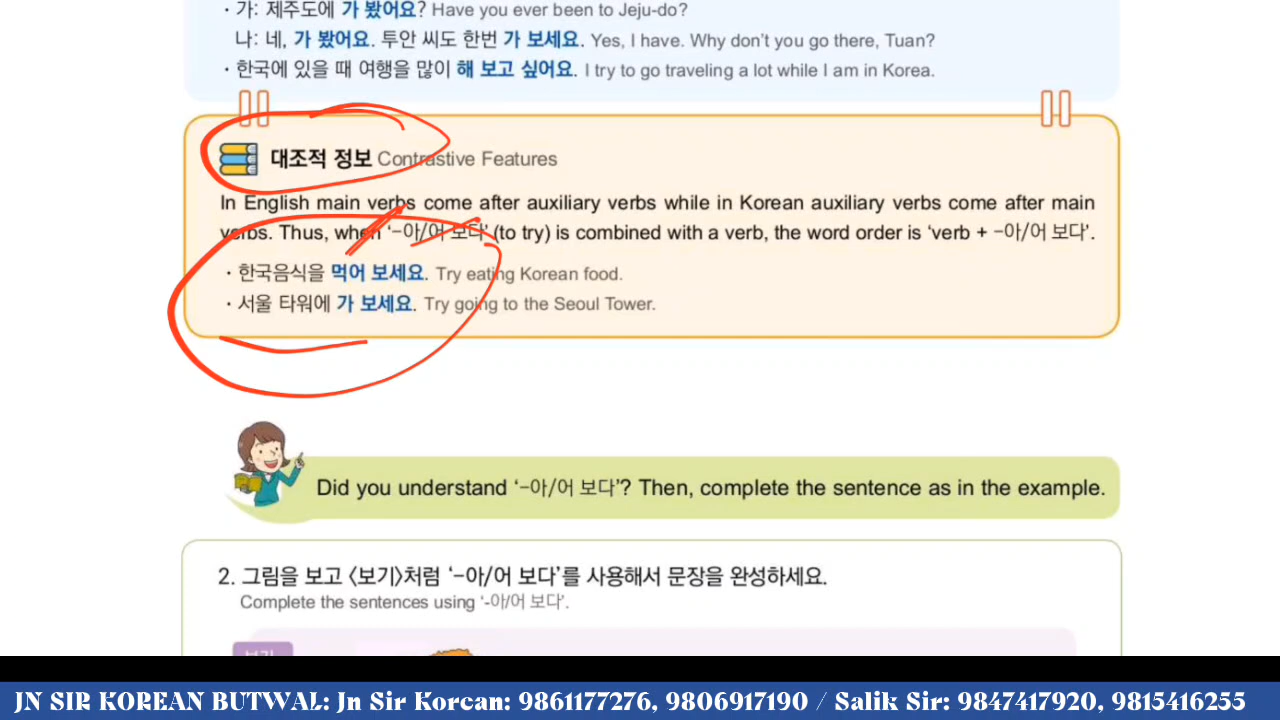 · 가: 제주도에 가 봤어요? Have you ever been to Jeju-do?
나: 네, 가 봤어요. 투안 씨도 한번 가 보세요. Yes, I have. Why don't you go there, Tuan?
· 한국에 있을 때 여행을 많이 해 보고 싶어요. I try to go traveling a lot while I am in Korea.
대조적 정보 Contrastive Features
In English main verbs come after auxiliary verbs while in Korean auxiliary verbs come after main
verbs. Thus, when '-아/어 보다' (to try) is combined with a verb, the word order is 'verb + -아/어 보다'.
· 한국음식을 먹어 보세요. Try eating Korean food.
· 서울 타워에 가 보세요. Try going to the Seoul Tower.
Did you understand '-아/어 보다'? Then, complete the sentence as in the example.
2. 그림을 보고 〈보기〉처럼 '-아/어 보다'를 사용해서 문장을 완성하세요.
Complete the sentences using '-아/어 보다'.
JN SIR KOREAN BUTWAL: Jn Sir Korean: 9861177276, 9806917190 / Salik Sir: 9847417920, 9815416255